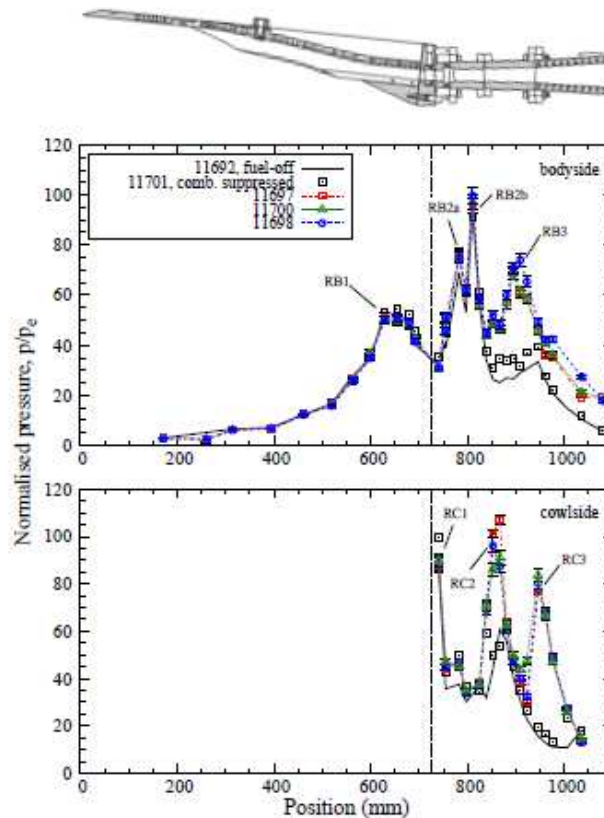 120
11692, fuel-off
bodyside
11701, comb. suppressed
100
11697
11700
RB2b
11698
RB2a
80
RB3
60
RB1
40
20
0
0 200 400 600 800 1000
Normalised pressure, p/pe
120
cowlside
100
RC1
80
RC2
RC3
60
40
20
0
0 200 400 600 800 1000
Position (mm)